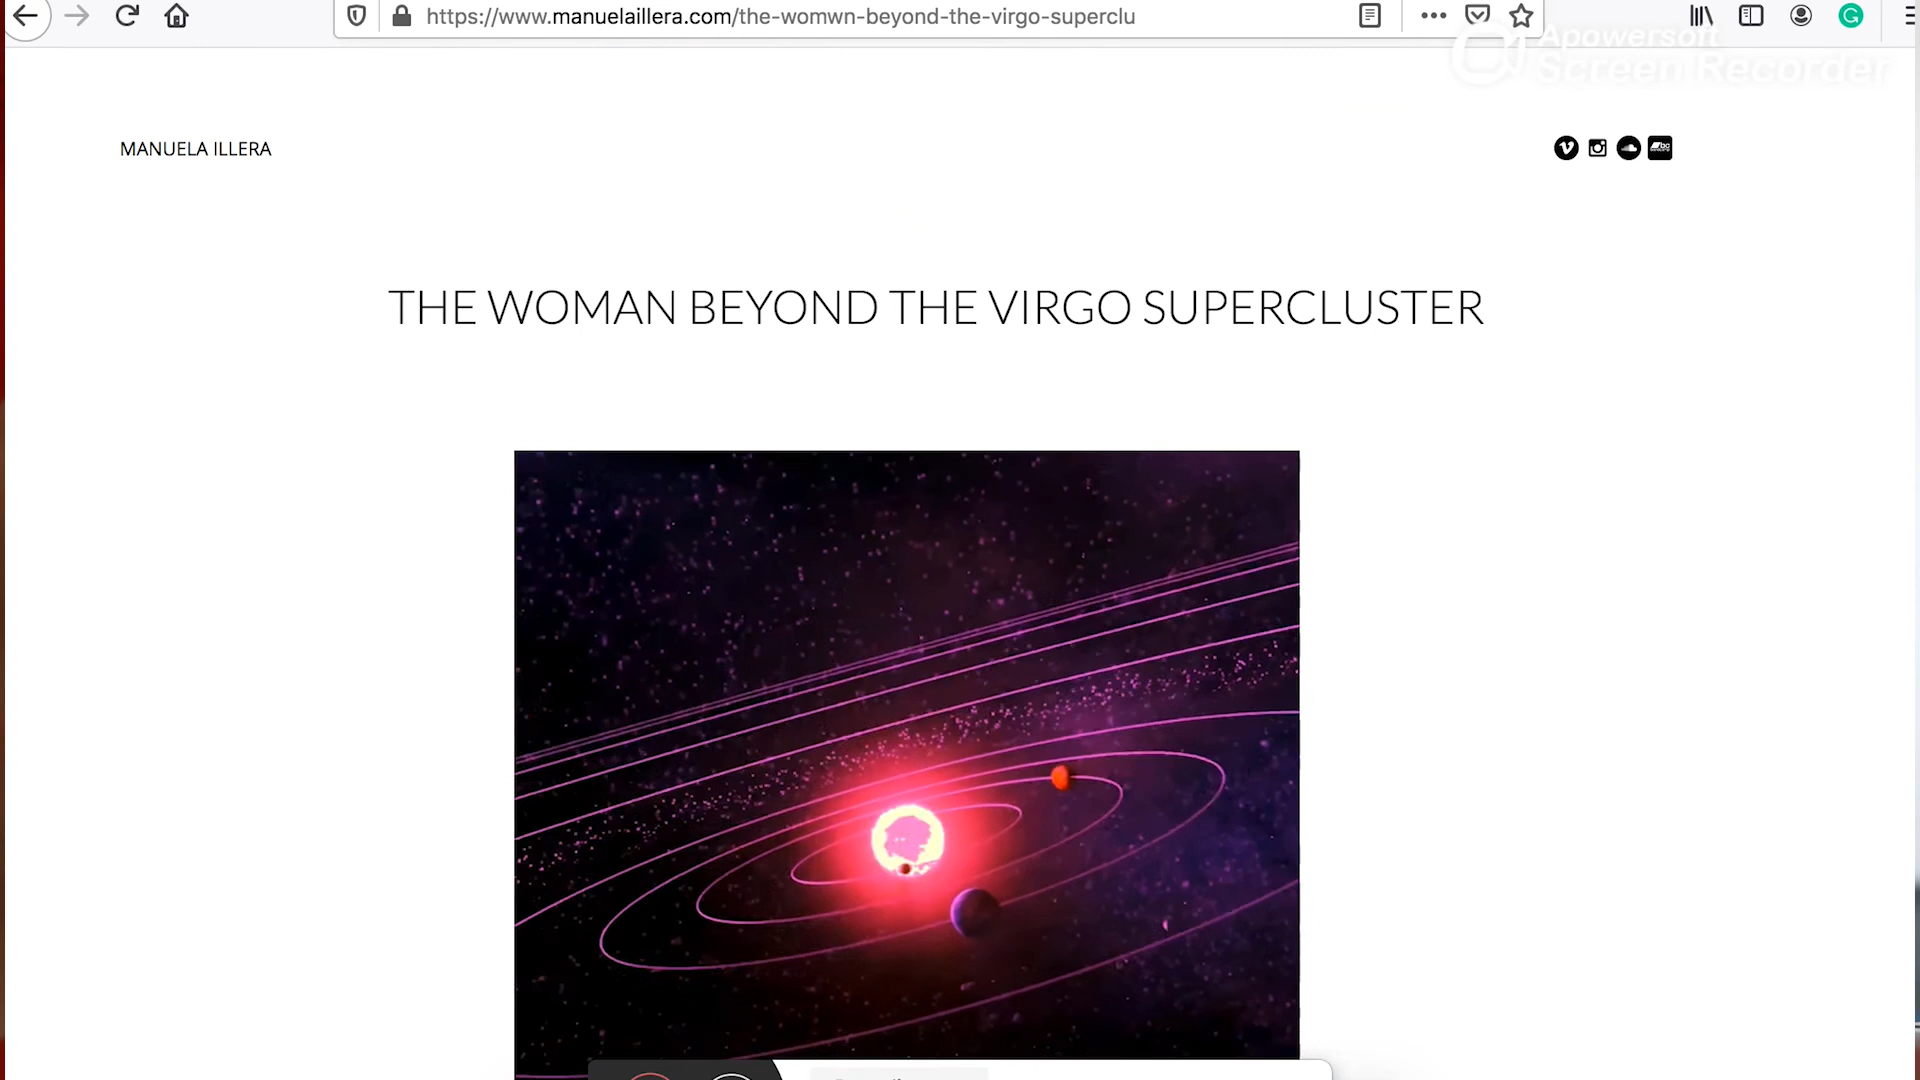 https://www.manuelaillera.com/the-womwn-beyond-the-virgo-superclu
Apowersoft
Screen Recorder
MANUELA ILLERA
THE WOMAN BEYOND THE VIRGO SUPERCLUSTER